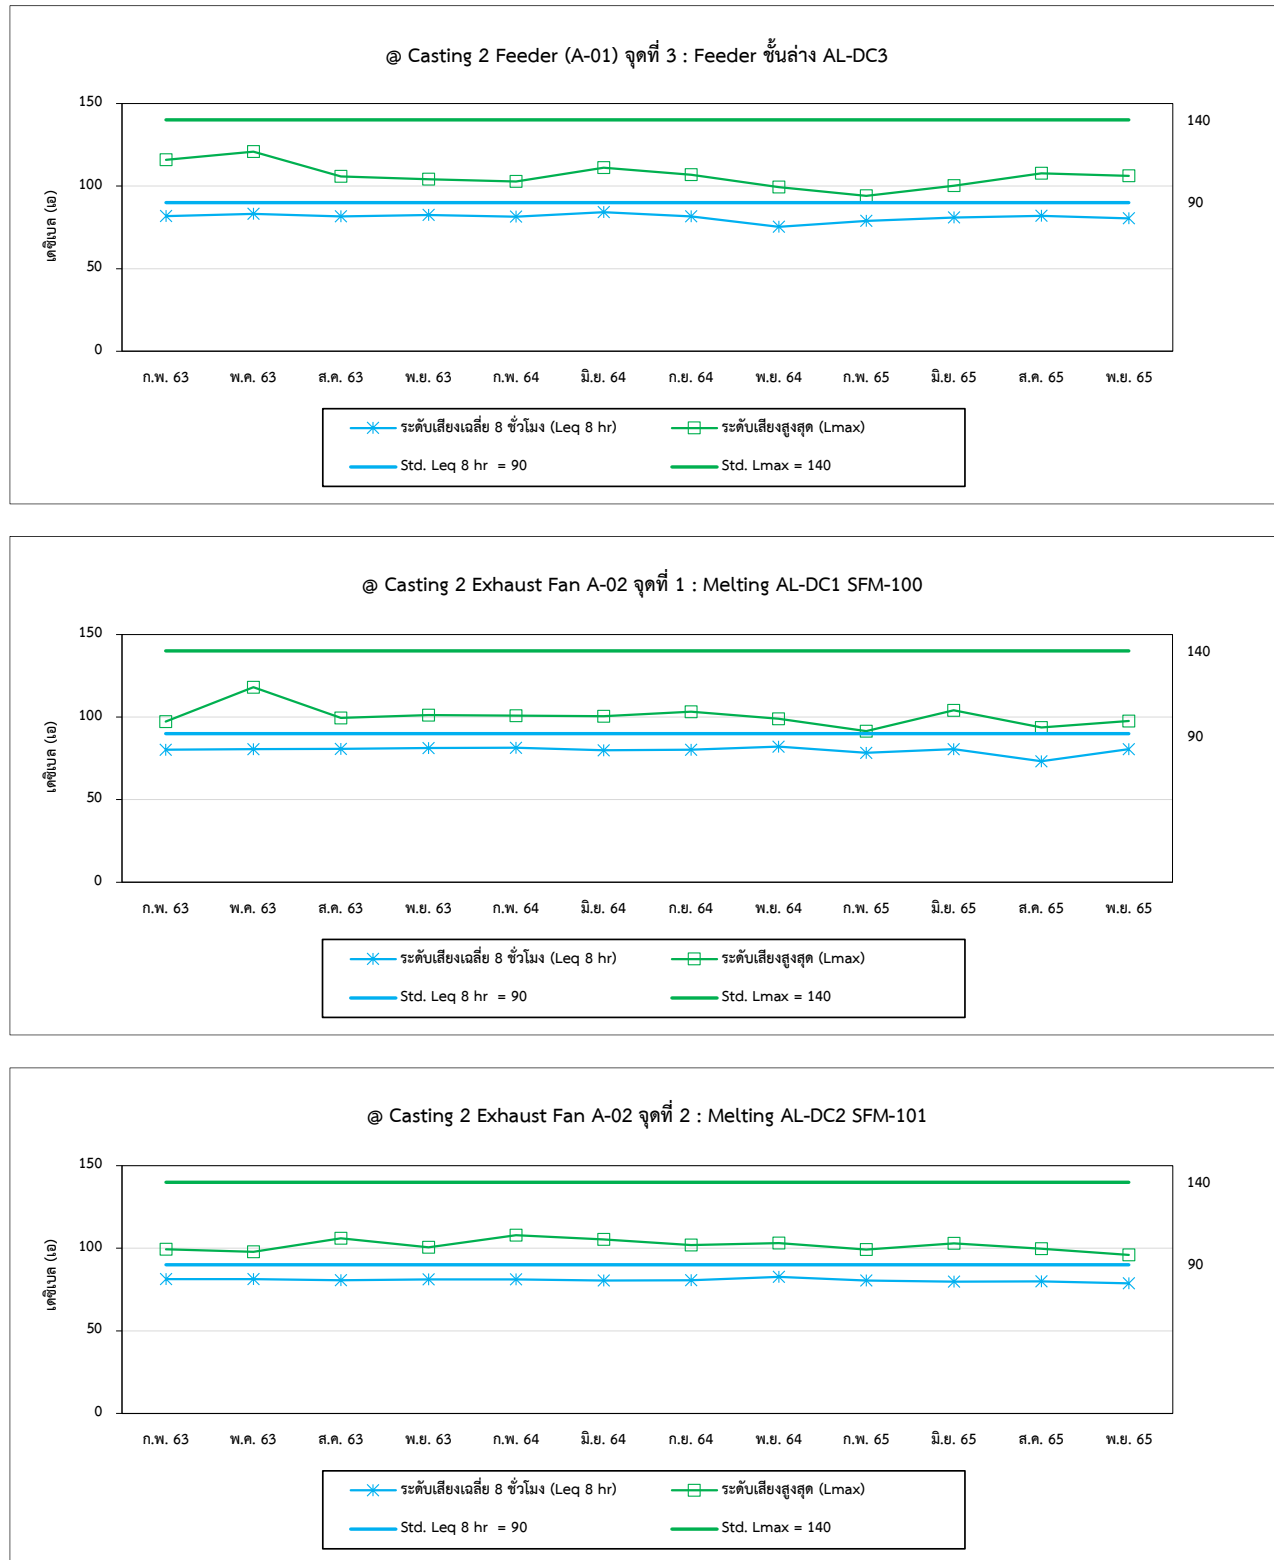 @ Casting 2 Feeder (A-01) จุดที่ 3 : Feeder ชั้นล่าง AL-DC3
150
140
100
90
เดซิเบล (เอ)
50
0
ก.พ. 63 พ.ค. 63 ส.ค. 63 พ.ย. 63 ก.พ. 64 มิ.ย. 64 ก.ย. 64 พ.ย. 64 ก.พ. 65 มิ.ย. 65 ส.ค. 65 พ.ย. 65
ระดับเสียงเฉลี่ย 8 ชั่วโมง (Leq 8 hr) ระดับเสียงสูงสุด (Lmax)
Std. Leq 8 hr = 90 Std. Lmax = 140
@ Casting 2 Exhaust Fan A-02 จุดที่ 1 : Melting AL-DC1 SFM-100
150
140
100
90
เดซิเบล (เอ)
50
0
ก.พ. 63 พ.ค. 63 ส.ค. 63 พ.ย. 63 ก.พ. 64 มิ.ย. 64 ก.ย. 64 พ.ย. 64 ก.พ. 65 มิ.ย. 65 ส.ค. 65 พ.ย. 65
ระดับเสียงเฉลี่ย 8 ชั่วโมง (Leq 8 hr) ระดับเสียงสูงสุด (Lmax)
Std. Leq 8 hr = 90 Std. Lmax = 140
@ Casting 2 Exhaust Fan A-02 จุดที่ 2 : Melting AL-DC2 SFM-101
150
140
100
90
เดซิเบล (เอ)
50
0
ก.พ. 63 พ.ค. 63 ส.ค. 63 พ.ย. 63 ก.พ. 64 มิ.ย. 64 ก.ย. 64 พ.ย. 64 ก.พ. 65 มิ.ย. 65 ส.ค. 65 พ.ย. 65
ระดับเสียงเฉลี่ย 8 ชั่วโมง (Leq 8 hr) ระดับเสียงสูงสุด (Lmax)
Std. Leq 8 hr = 90 Std. Lmax = 140